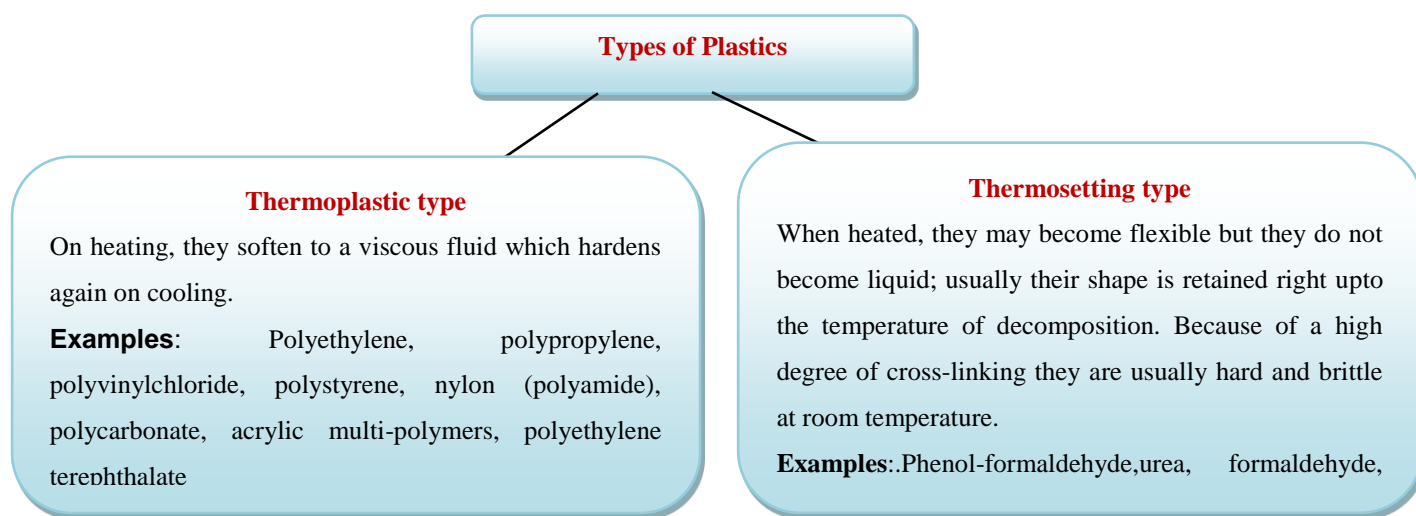 Types of Plastics
Thermoplastic type
On heating, they soften to a viscous fluid which hardens
again on cooling.
Examples: Polyethylene, polypropylene,
polyvinylchloride, polystyrene, nylon (polyamide),
polycarbonate, acrylic multi-polymers, polyethylene
terephthalate
Thermosetting type
When heated, they may become flexible but they do not
become liquid; usually their shape is retained right upto
the temperature of decomposition. Because of a high
degree of cross-linking they are usually hard and brittle
at room temperature.
Examples:.Phenol-formaldehyde,urea, formaldehyde,